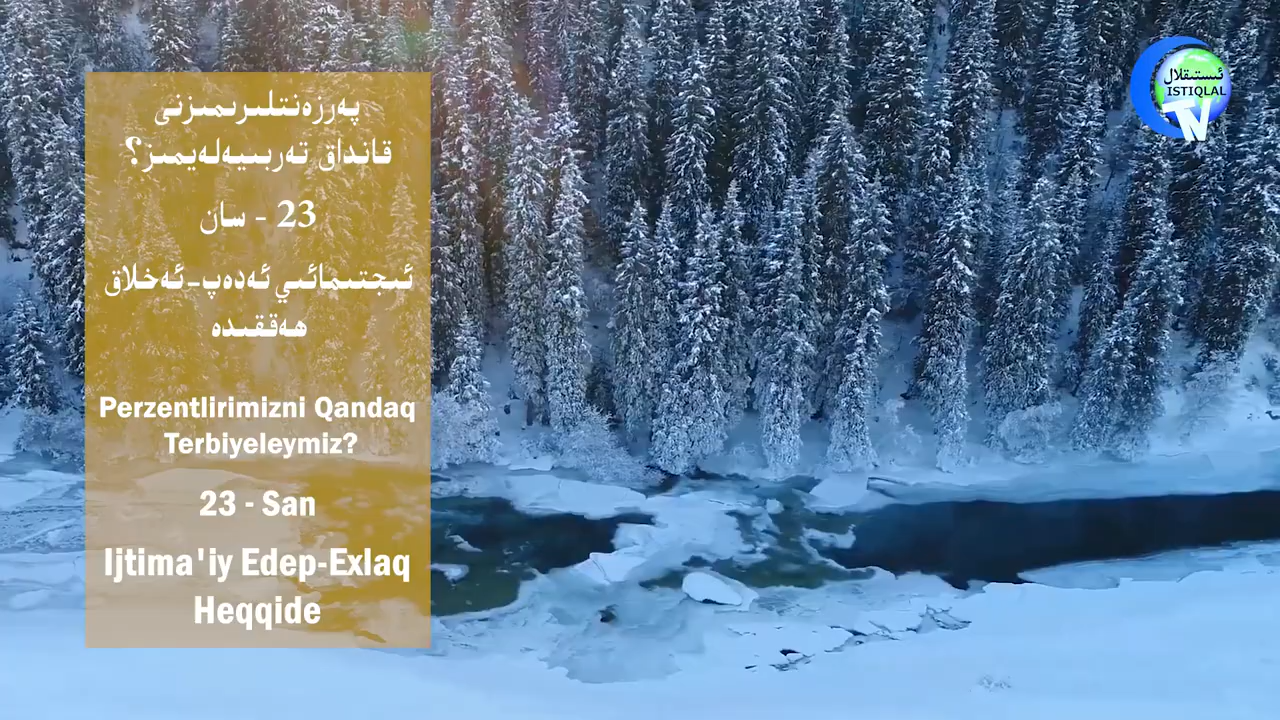 پەرزەنتلىرىمىزنى
قانداق تەربىيەلەيمىز؟
23 - سان
ئىجتىمائىي ئەدەپ-ئەخلاق
ھەققىدە
Perzentlirimizni Qandaq
Terbiyeleymiz?
23 - San
Ijtima'iy Edep-Exlaq
Heqqide
ئىستىقلال
ISTIQLAL
TV